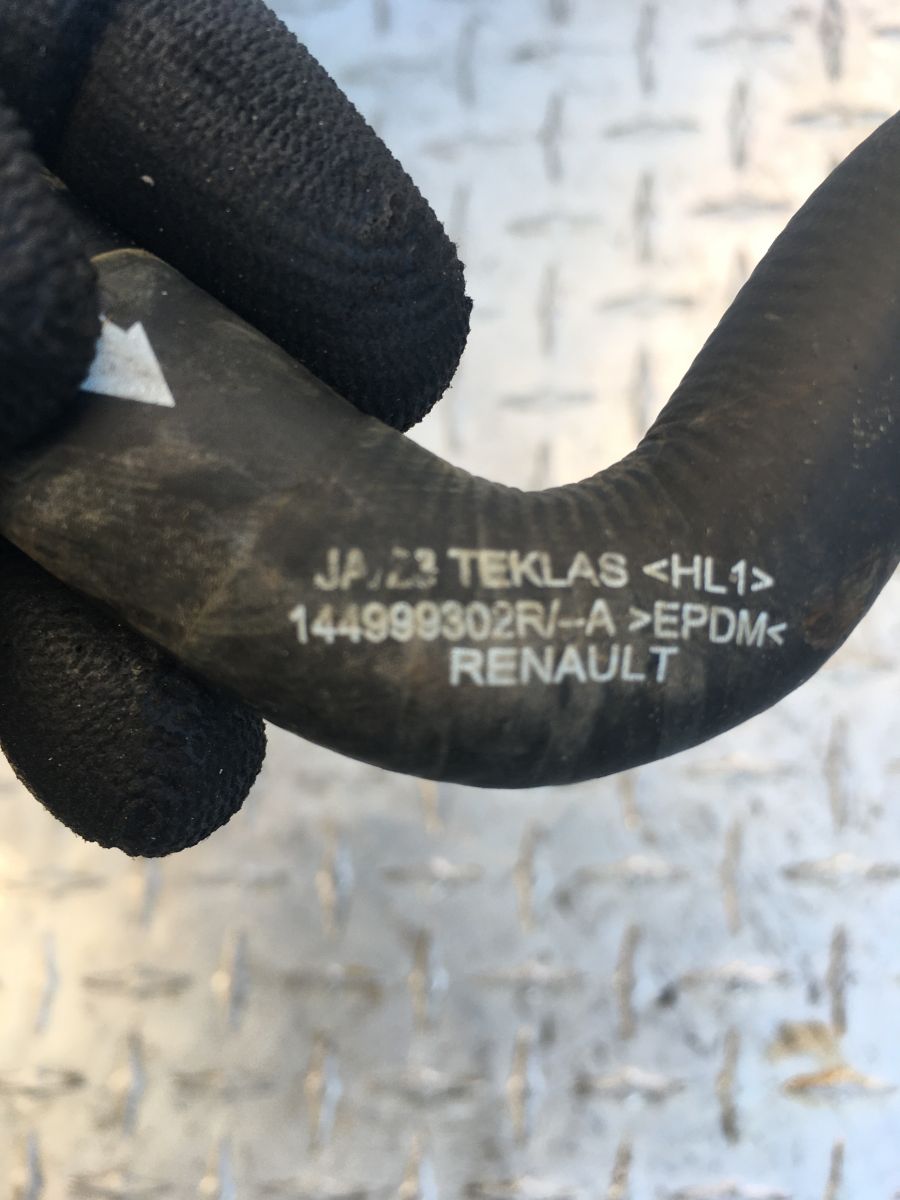 TEKLAS <HL1>
144999302R/--A >EPDM<
RENAULT